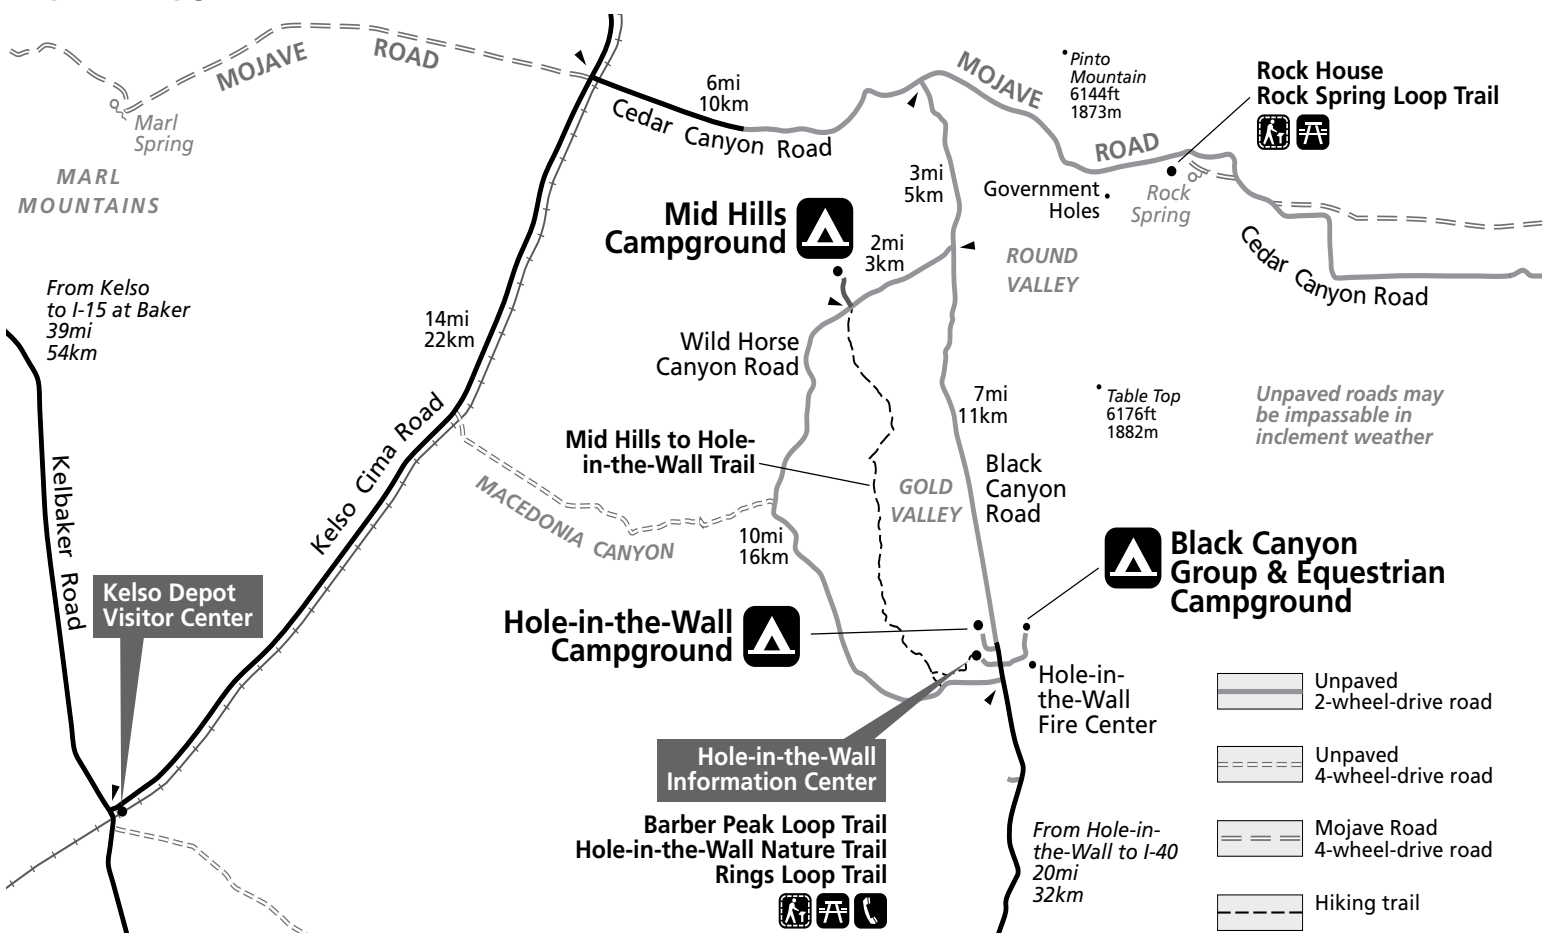 MOJAVE
ROAD
Marl
Spring
MARL
MOUNTAINS
6mi
10km
Cedar Canyon Road
MOJAVE
ROAD
Pinto
Mountain
6144ft
1873m
Rock House
Rock Spring Loop Trail
3mi
5km
Government
Holes
Rock
Spring
Mid Hills
Campground
2mi
3km
ROUND
VALLEY
Cedar Canyon Road
From Kelso
to I-15 at Baker
39mi
54km
14mi
22km
Wild Horse
Canyon Road
7mi
11km
Table Top
6176ft
1882m
Unpaved roads may
be impassable in
inclement weather
Kelso Cima Road
Mid Hills to Hole-
in-the-Wall Trail
Kelbaker Road
MACEDONIA CANYON
GOLD
VALLEY
Black
Canyon
Road
10mi
16km
Black Canyon
Group & Equestrian
Campground
Kelso Depot
Visitor Center
Hole-in-the-Wall
Campground
Hole-in-
the-Wall
Fire Center
Hole-in-the-Wall
Information Center
Barber Peak Loop Trail
Hole-in-the-Wall Nature Trail
Rings Loop Trail
From Hole-in-
the-Wall to I-40
20mi
32km
Unpaved
2-wheel-drive road
Unpaved
4-wheel-drive road
Mojave Road
4-wheel-drive road
Hiking trail